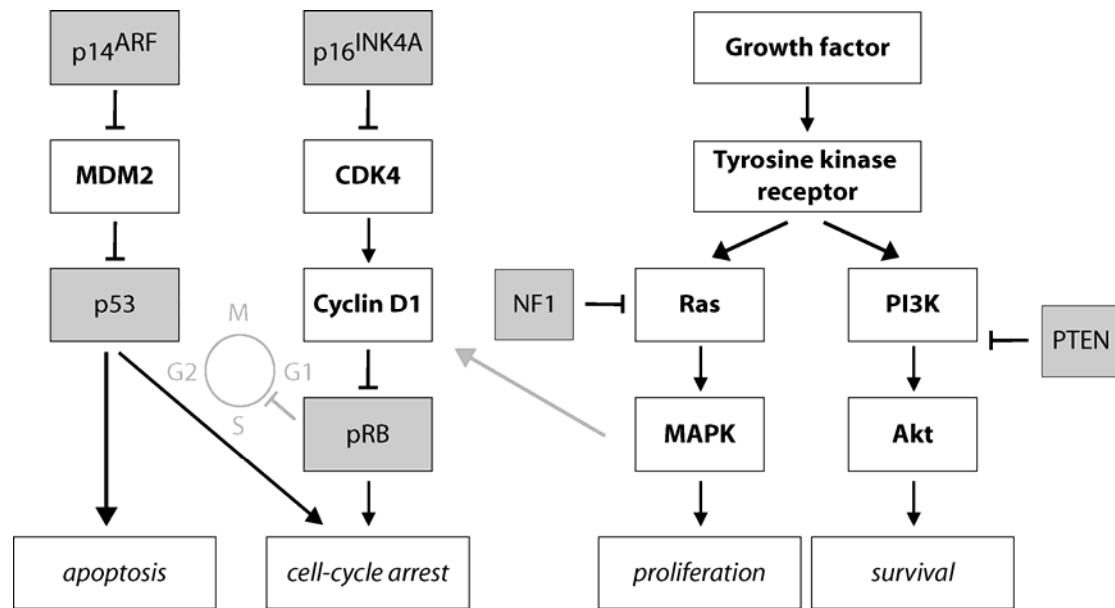 p14ARF
p16INK4A
Growth factor
MDM2
CDK4
Tyrosine kinase
receptor
p53
Cyclin D1
NF1
Ras
PI3K
PTEN
M
G2
G1
S
pRB
MAPK
Akt
apoptosis
cell-cycle arrest
proliferation
survival